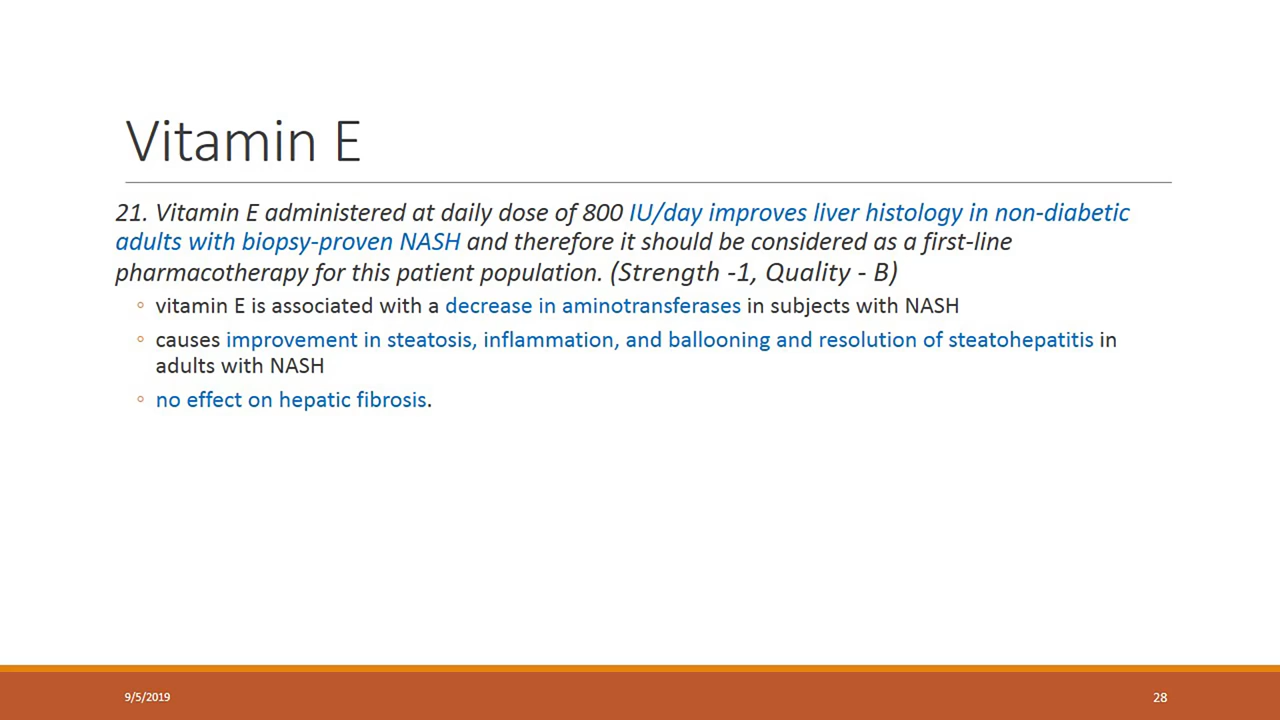 Vitamin E
21. Vitamin E administered at daily dose of 800 IU/day improves liver histology in non-diabetic
adults with biopsy-proven NASH and therefore it should be considered as a first-line
pharmacotherapy for this patient population. (Strength -1, Quality - B)
◦ vitamin E is associated with a decrease in aminotransferases in subjects with NASH
◦ causes improvement in steatosis, inflammation, and ballooning and resolution of steatohepatitis in
adults with NASH
◦ no effect on hepatic fibrosis.
9/5/2019
28